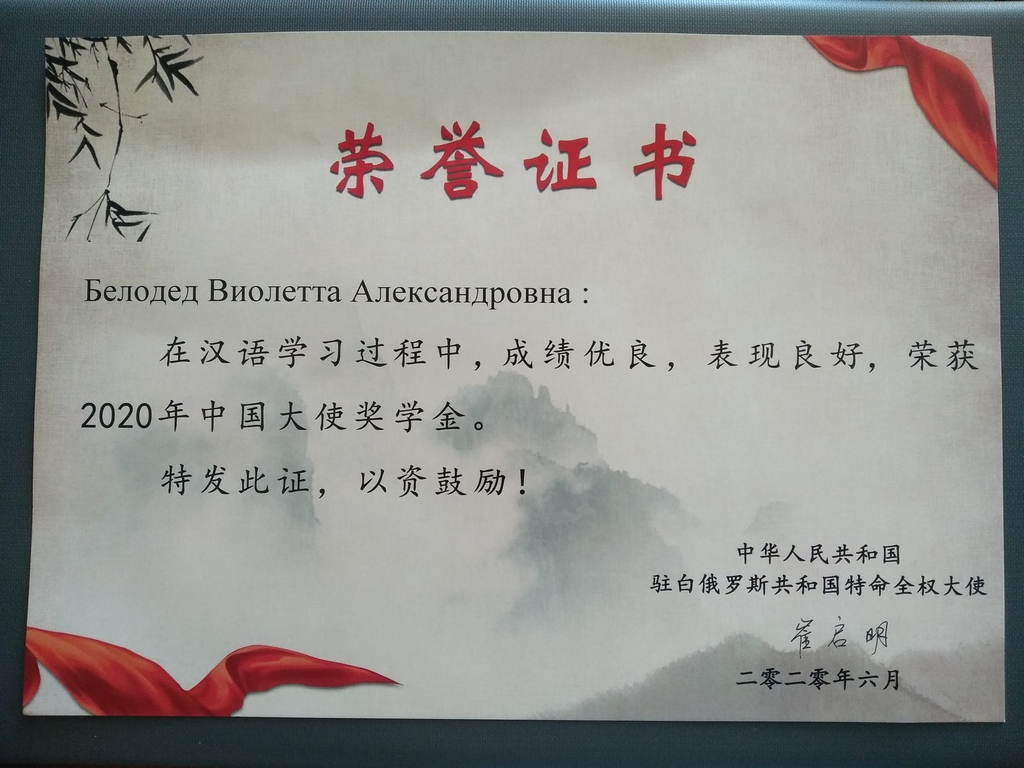 荣誉证书
Белодед Виолетта Александровна :
在汉语学习过程中，成绩优良，表现良好，荣获
2020年中国大使奖学金。
特发此证，以资鼓励！
中华人民共和国
驻白俄罗斯共和国特命全权大使
崔启明
二零二零年六月